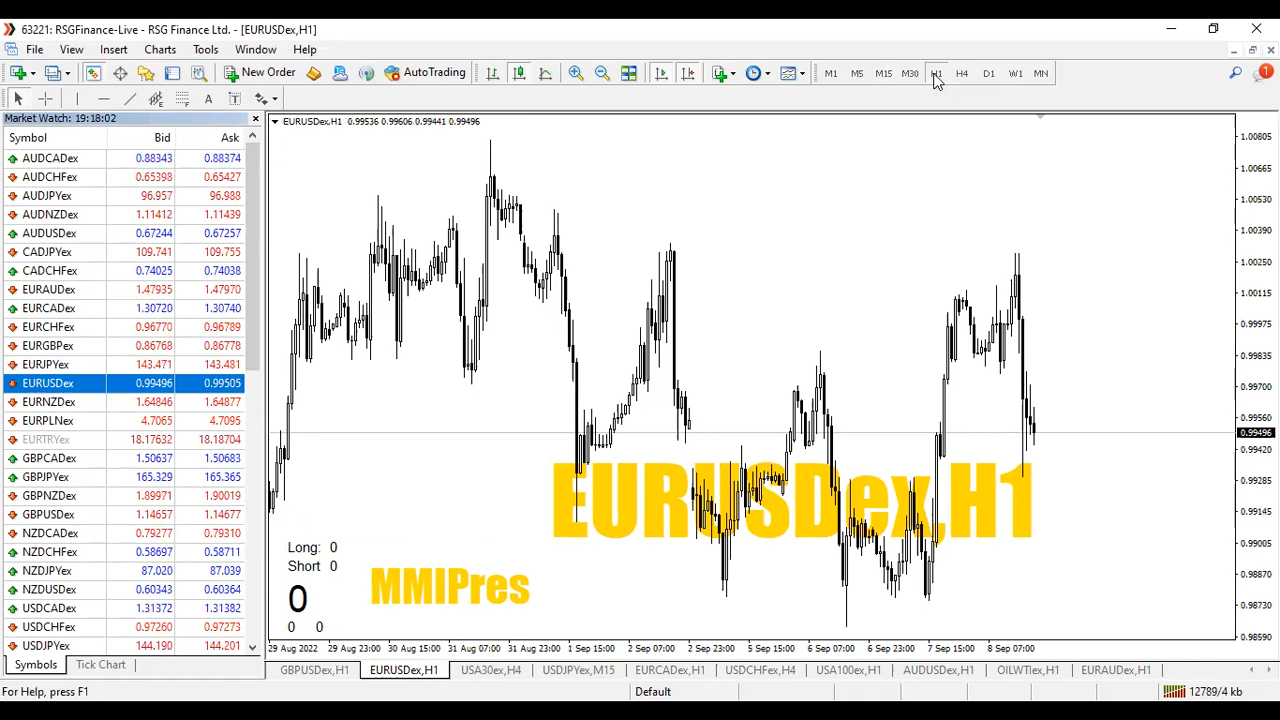 63221: RSGFinance-Live - RSG Finance Ltd. - [EURUSDex,H1]
File View Insert Charts Tools Window Help
New Order AutoTrading M1 M5 M15 M30 H1 H4 D1 W1 MN 1
A T
Market Watch: 19:18:02
Symbol Bid Ask
AUDCADex 0.88343 0.88374
AUDCHFex 0.65398 0.65427
AUDJPYex 96.957 96.988
AUDNZDex 1.11412 1.11439
AUDUSDex 0.67244 0.67257
CADJPYex 109.741 109.755
CADCHFex 0.74025 0.74038
EURAUDex 1.47935 1.47970
EURCADex 1.30720 1.30740
EURCHFex 0.96770 0.96789
EURGBPex 0.86768 0.86778
EURJPYex 143.471 143.481
EURUSDex 0.99496 0.99505
EURNZDex 1.64846 1.64877
EURPLNex 4.7065 4.7095
EURTRYex 18.17632 18.18704
GBPCADex 1.50637 1.50683
GBPJPYex 165.329 165.365
GBPNZDex 1.89971 1.90019
GBPUSDex 1.14657 1.14677
NZDCADex 0.79277 0.79310
NZDCHFex 0.58697 0.58711
NZDJPYex 87.020 87.039
NZDUSDex 0.60343 0.60364
USDCADex 1.31372 1.31382
USDCHFex 0.97260 0.97273
USDJPYex 144.190 144.201
Symbols Tick Chart
EURUSDex,H1 0.99536 0.99606 0.99441 0.99496
1.00805
1.00665
1.00530
1.00390
1.00250
1.00115
0.99975
0.99835
0.99700
0.99560
0.99496
0.99420
0.99285
0.99145
0.99005
0.98870
0.98730
0.98590
EURUSDex,H1
Long: 0
Short 0
0
0 0
MMIPres
29 Aug 2022 29 Aug 23:00 30 Aug 15:00 31 Aug 07:00 31 Aug 23:00 1 Sep 15:00 2 Sep 07:00 2 Sep 23:00 5 Sep 15:00 6 Sep 07:00 6 Sep 23:00 7 Sep 15:00 8 Sep 07:00
GBPUSDex,H1 EURUSDex,H1 USA30ex,H4 USDJPYex,M15 EURCADex,H1 USDCHFex,H4 USA100ex,H1 AUDUSDex,H1 OILWTIex,H1 EURAUDex,H1
For Help, press F1 Default 12789/4 kb